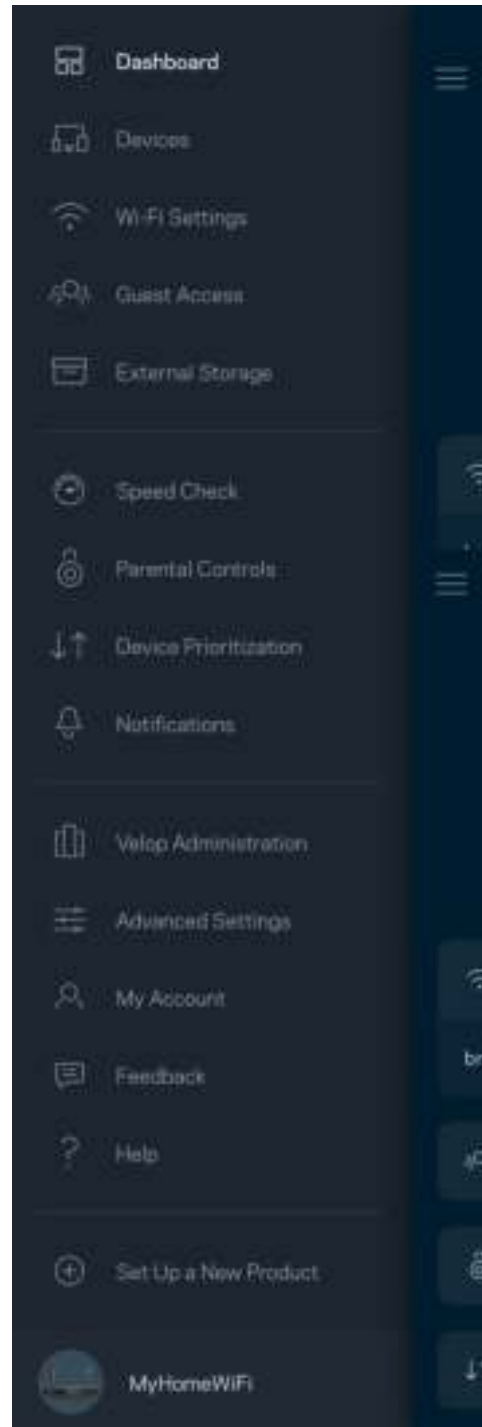 Dashboard
Devices
Wi-Fi Settings
Guest Access
External Storage
Speed Check
Parental Controls
Device Prioritization
Notifications
Velop Administration
Advanced Settings
My Account
Feedback
Help
Set Up a New Product
MyHomeWiFi